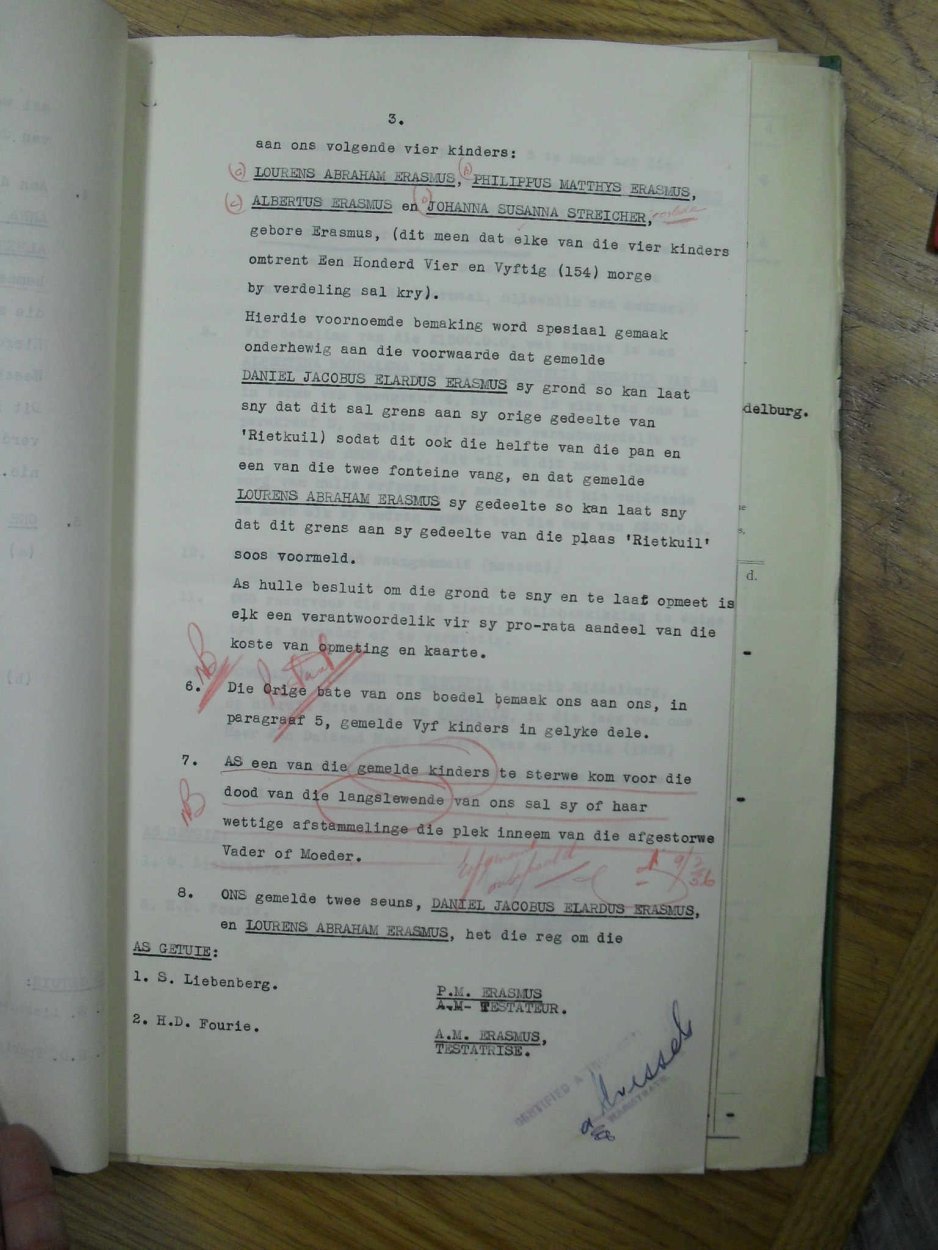 3.
aan ons volgende vier kinders:
(a) LOURENS ABRAHAM ERASMUS, (b) PHILIPPUS MATTHYS ERASMUS,
(c) ALBERTUS ERASMUS en (D) JOHANNA SUSANNA STREICHER,
gebore Erasmus, (dit meen dat elke van die vier kinders
omtrent Een Honderd Vier en Vyftig (154) morge
by verdeling sal kry).
Hierdie voornoemde bemaking word spesiaal gemaak
onderhewig aan die voorwaarde dat gemelde
DANIEL JACOBUS ELARDUS ERASMUS sy grond so kan laat
sny dat dit sal grens aan sy orige gedeelte van
'Rietkuil) sodat dit ook die helfte van die pan en
een van die twee fonteine vang, en dat gemelde
LOURENS ABRAHAM ERASMUS sy gedeelte so kan laat sny
dat dit grens aan sy gedeelte van die plaas 'Rietkuil'
soos voormeld.
As hulle besluit om die grond te sny en te laat opmeet is
elk een verantwoordelik vir sy pro-rata aandeel van die
koste van opmeting en kaarte.
NB
6. Die Orige bate van ons boedel bemaak ons aan ons, in
paragraaf 5, gemelde Vyf kinders in gelyke dele.
7. AS een van die gemelde kinders te sterwe kom voor die
NB
dood van die langslewende van ons sal sy of haar
wettige afstammelinge die plek inneem van die afgestorwe
Vader of Moeder.
8. ONS gemelde twee seuns, DANIEL JACOBUS ELARDUS ERASMUS,
en LOURENS ABRAHAM ERASMUS, het die reg om die
AS GETUIE:
1. S. Liebenberg.
P.M. ERASMUS
A.M- TESTATEUR.
2. H.D. Fourie.
A.M. ERASMUS,
TESTATRISE.
CERTIFIED A TRUE COPY
MAGISTRATE.
delburg.
e
s,
d.